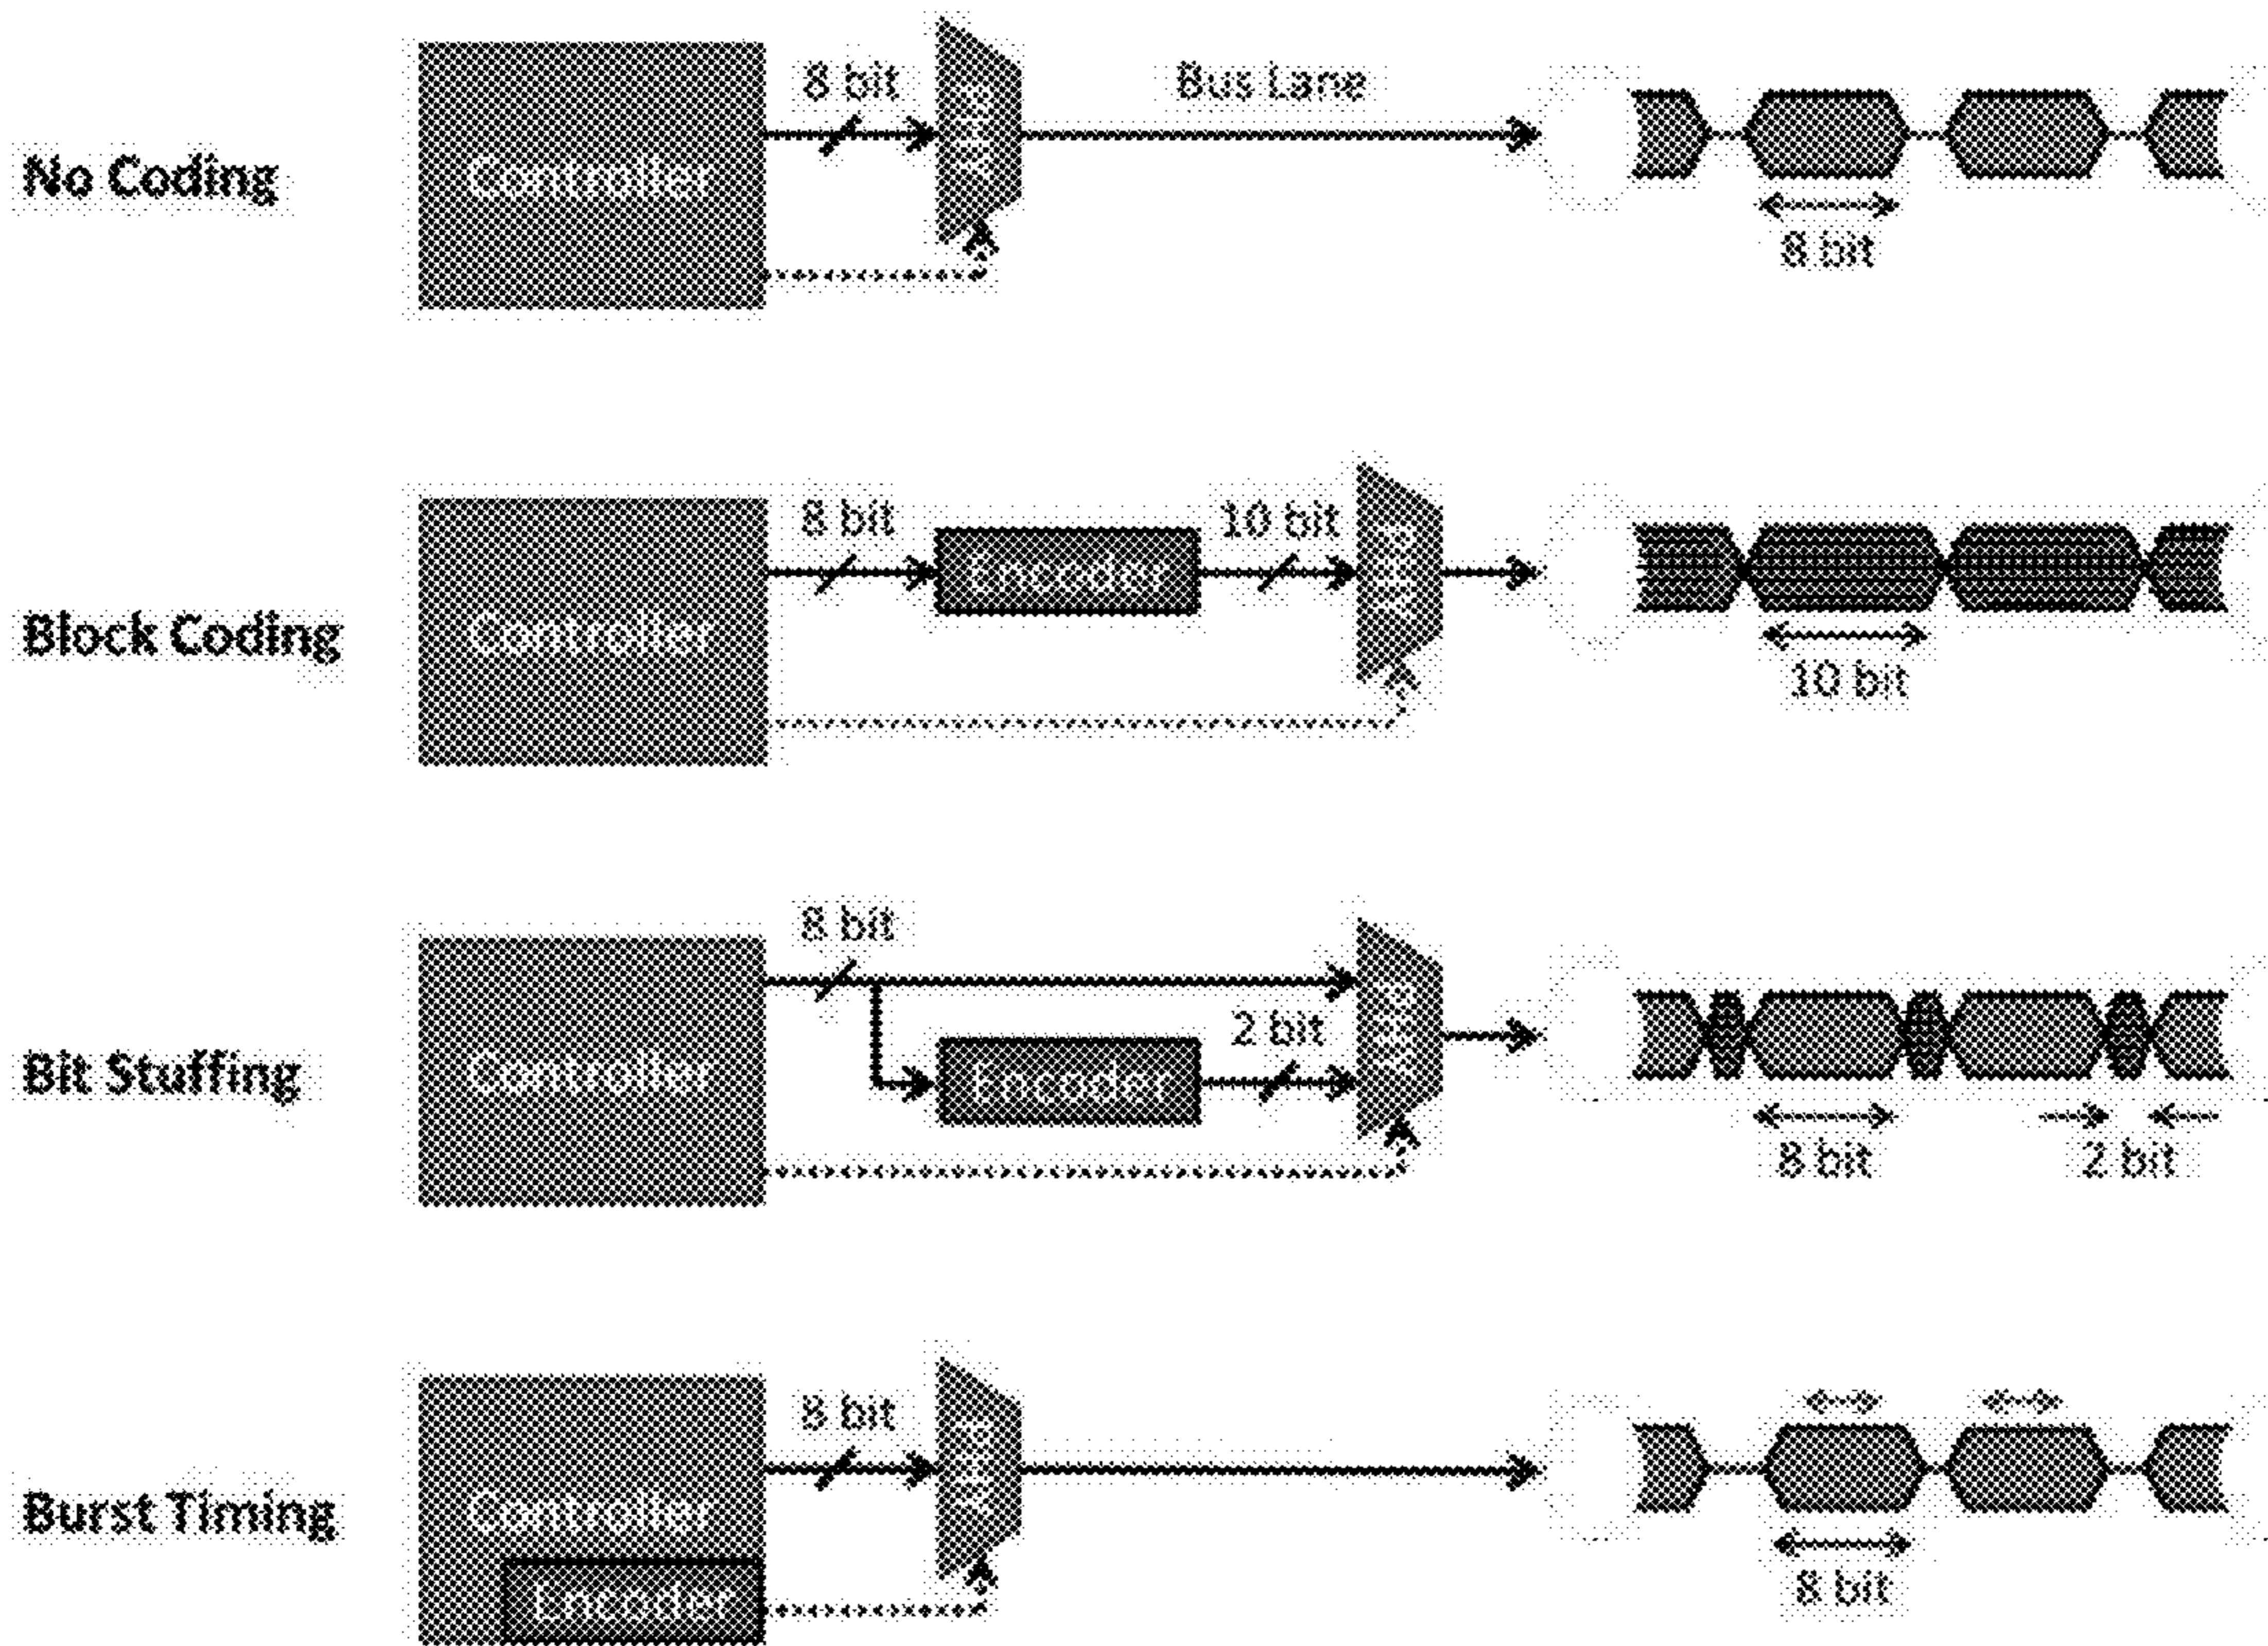 No Coding
Controller
8 bit
Bus Lane
8 bit
Block Coding
Controller
8 bit
Encoder
10 bit
10 bit
Bit Stuffing
Controller
8 bit
Encoder
2 bit
8 bit
2 bit
Burst Timing
Controller
Encoder
8 bit
8 bit